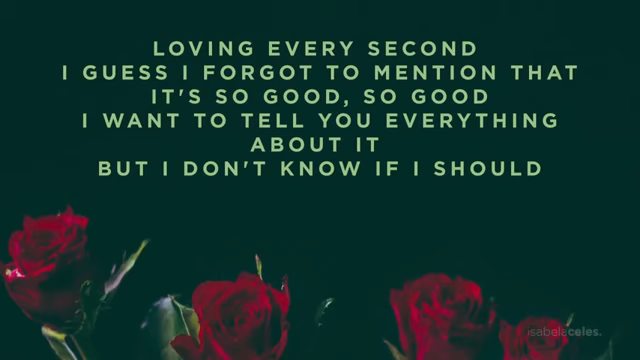 LOVING EVERY SECOND
I GUESS I FORGOT TO MENTION THAT
IT'S SO GOOD, SO GOOD
I WANT TO TELL YOU EVERYTHING
ABOUT IT
BUT I DON'T KNOW IF I SHOULD
isabelaceles.